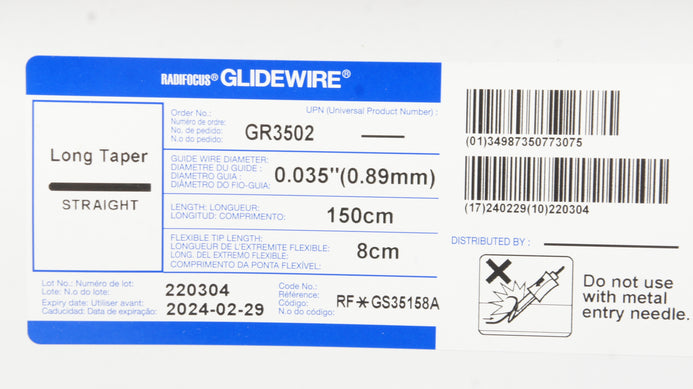 RADIFOCUS® GLIDEWIRE®
Long Taper
STRAIGHT
Order No.:
Numéro de ordre:
No. de pedido:
N.o do pedido:
GR3502
UPN (Universal Product Number) :
GUIDE WIRE DIAMETER:
DIAMETRE DU GUIDE :
DIAMETRO GUIA :
DIÂMETRO DO FIO-GUIA:
0.035"(0.89mm)
LENGTH: LONGUEUR:
LONGITUD: COMPRIMENTO:
150cm
FLEXIBLE TIP LENGTH:
LONGUEUR DE L'EXTREMITE FLEXIBLE:
LONG. DEL EXTREMO FLEXIBLE:
COMPRIMENTO DA PONTA FLEXÍVEL:
8cm
Lot No.: Numéro de lot:
Lote: N.o do lote:
220304
Expiry date: Utiliser avant:
Caducidad: Data de expiração:
2024-02-29
Code No.:
Référence:
Código:
N.o do código:
RF*GS35158A
(01)34987350773075
(17)240229(10)220304
DISTRIBUTED BY :
Do not use
with metal
entry needle.